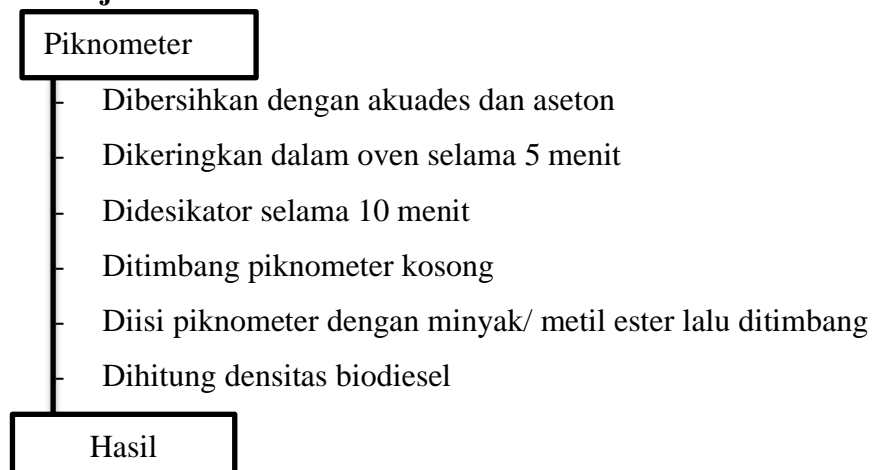 Piknometer
- Dibersihkan dengan akuades dan aseton
- Dikeringkan dalam oven selama 5 menit
- Didesikator selama 10 menit
- Ditimbang piknometer kosong
- Diisi piknometer dengan minyak/ metil ester lalu ditimbang
- Dihitung densitas biodiesel
Hasil